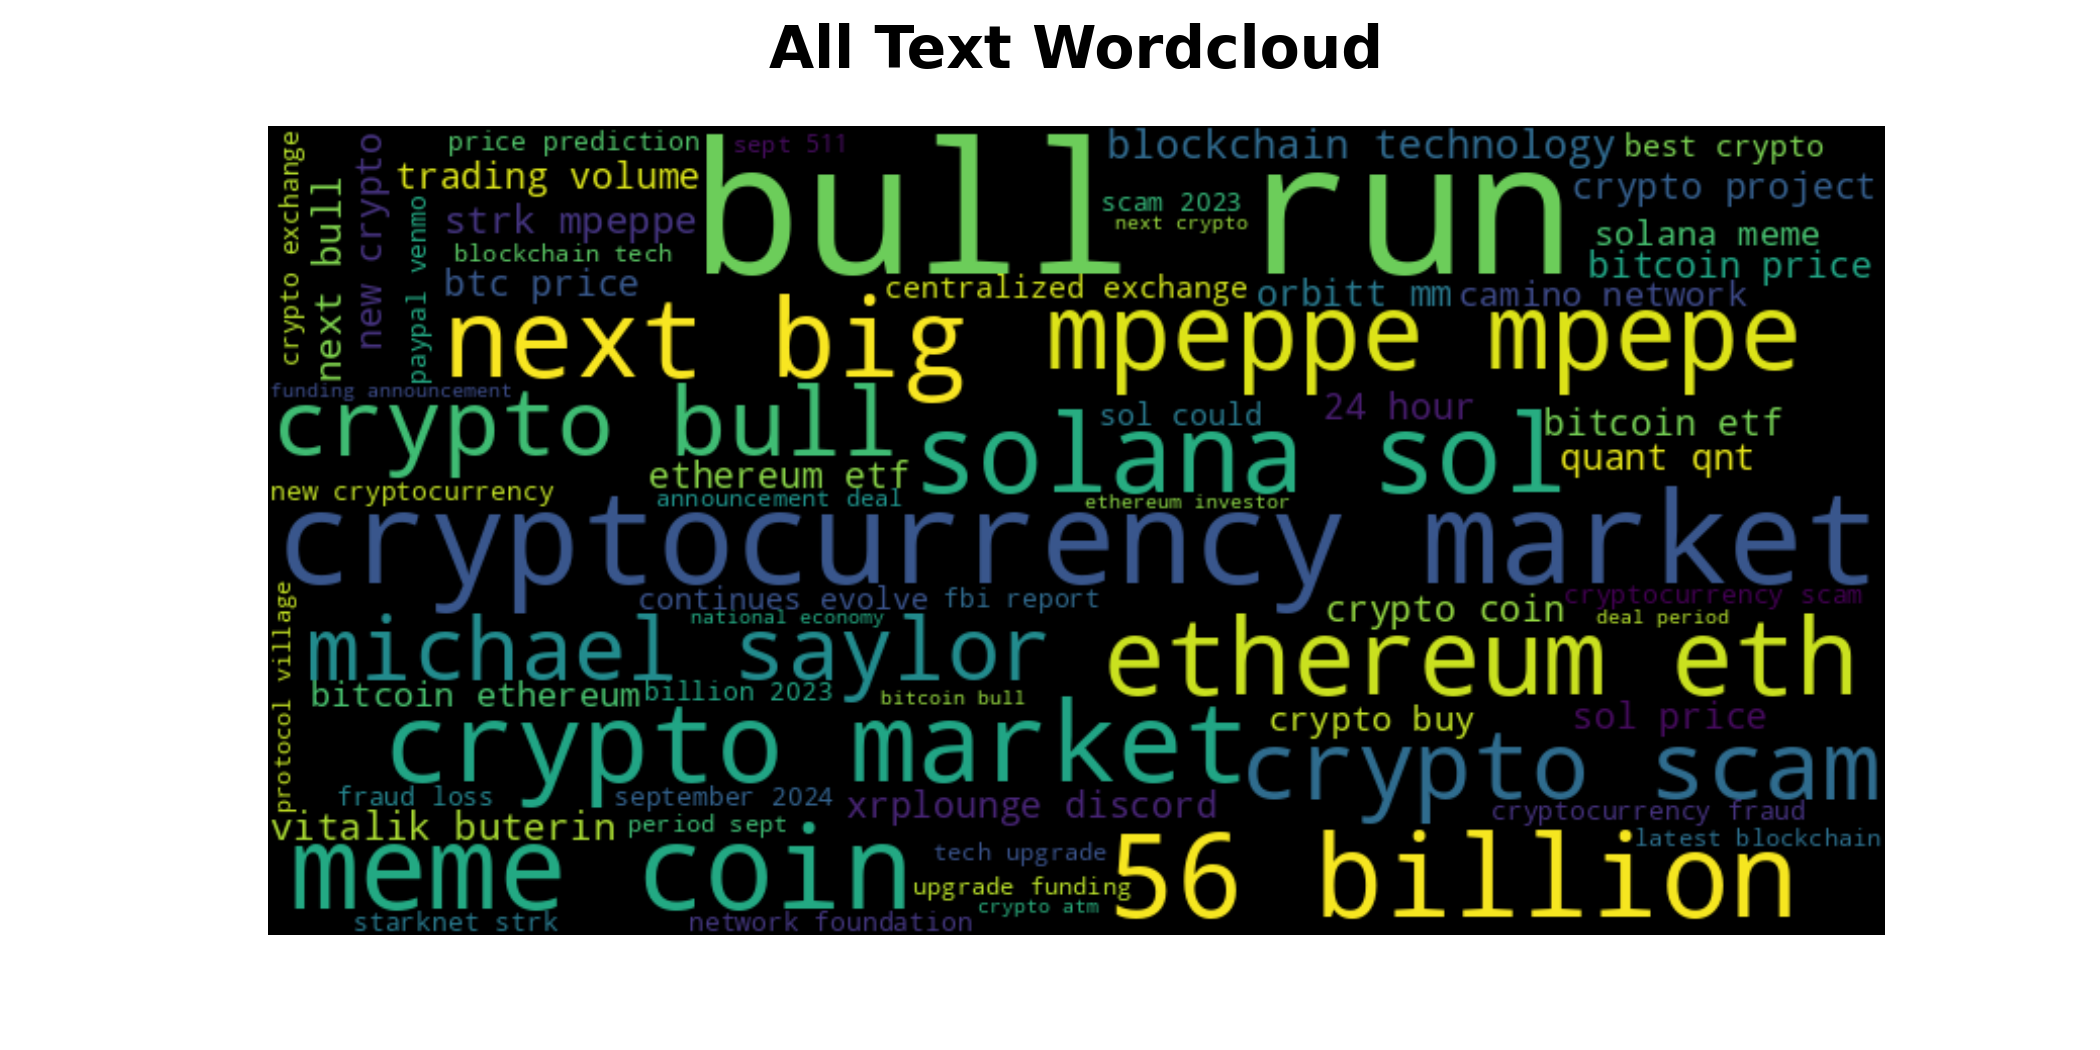 All Text Wordcloud
crypto exchange
next bull
new crypto
paypal venmo
price prediction
sept 511
trading volume
strk mpeppe
blockchain tech
btc price
bull run
blockchain technology
best crypto
crypto project
scam 2023
next crypto
solana meme
bitcoin price
centralized exchange
orbitt mm
camino network
next big
mpeppe mpepe
funding announcement
crypto bull
sol could
24 hour
bitcoin etf
solana sol
quant qnt
ethereum etf
new cryptocurrency
announcement deal
ethereum investor
cryptocurrency market
protocol village
continues evolve
fbi report
cryptocurrency scam
national economy
crypto coin
deal period
michael saylor
ethereum eth
bitcoin ethereum
billion 2023
bitcoin bull
crypto market
crypto buy
sol price
crypto scam
fraud loss
september 2024
xrplounge discord
cryptocurrency fraud
vitalik buterin
period sept
latest blockchain
meme coin
tech upgrade
56 billion
upgrade funding
crypto atm
starknet strk
network foundation